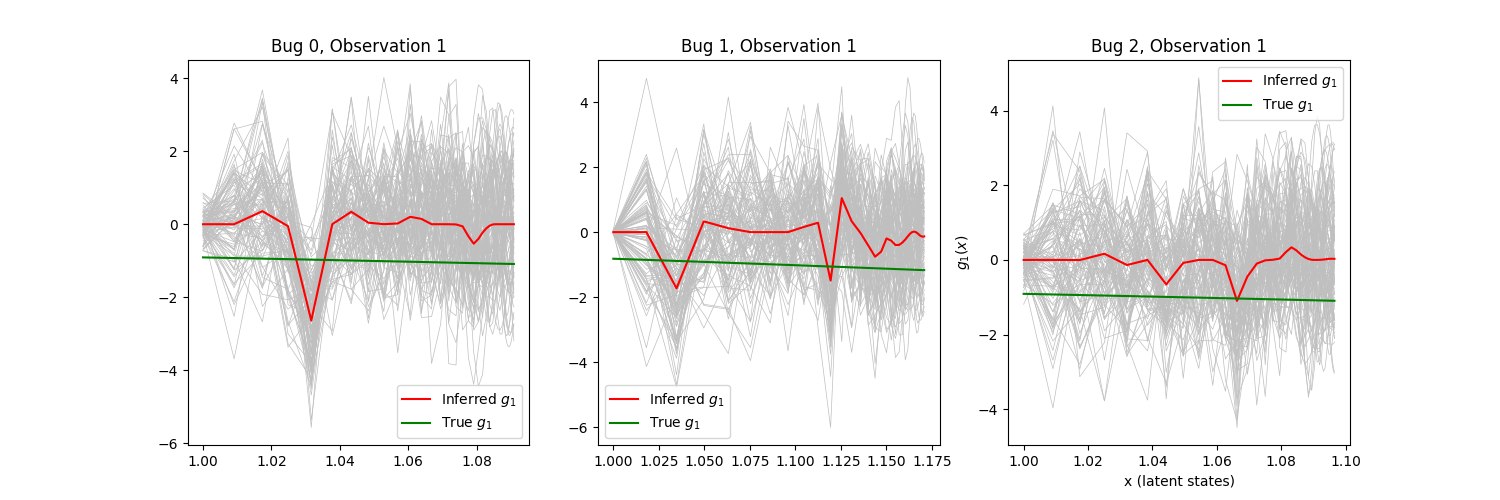 Bug 0, Observation 1
4
2
0
−2
−4
−6
1.00 1.02 1.04 1.06 1.08
Inferred g₁
True g₁
Bug 1, Observation 1
4
2
0
−2
−4
−6
1.000 1.025 1.050 1.075 1.100 1.125 1.150 1.175
Inferred g₁
True g₁
Bug 2, Observation 1
g₁(x)
4
2
0
−2
−4
1.00 1.02 1.04 1.06 1.08 1.10
x (latent states)
Inferred g₁
True g₁